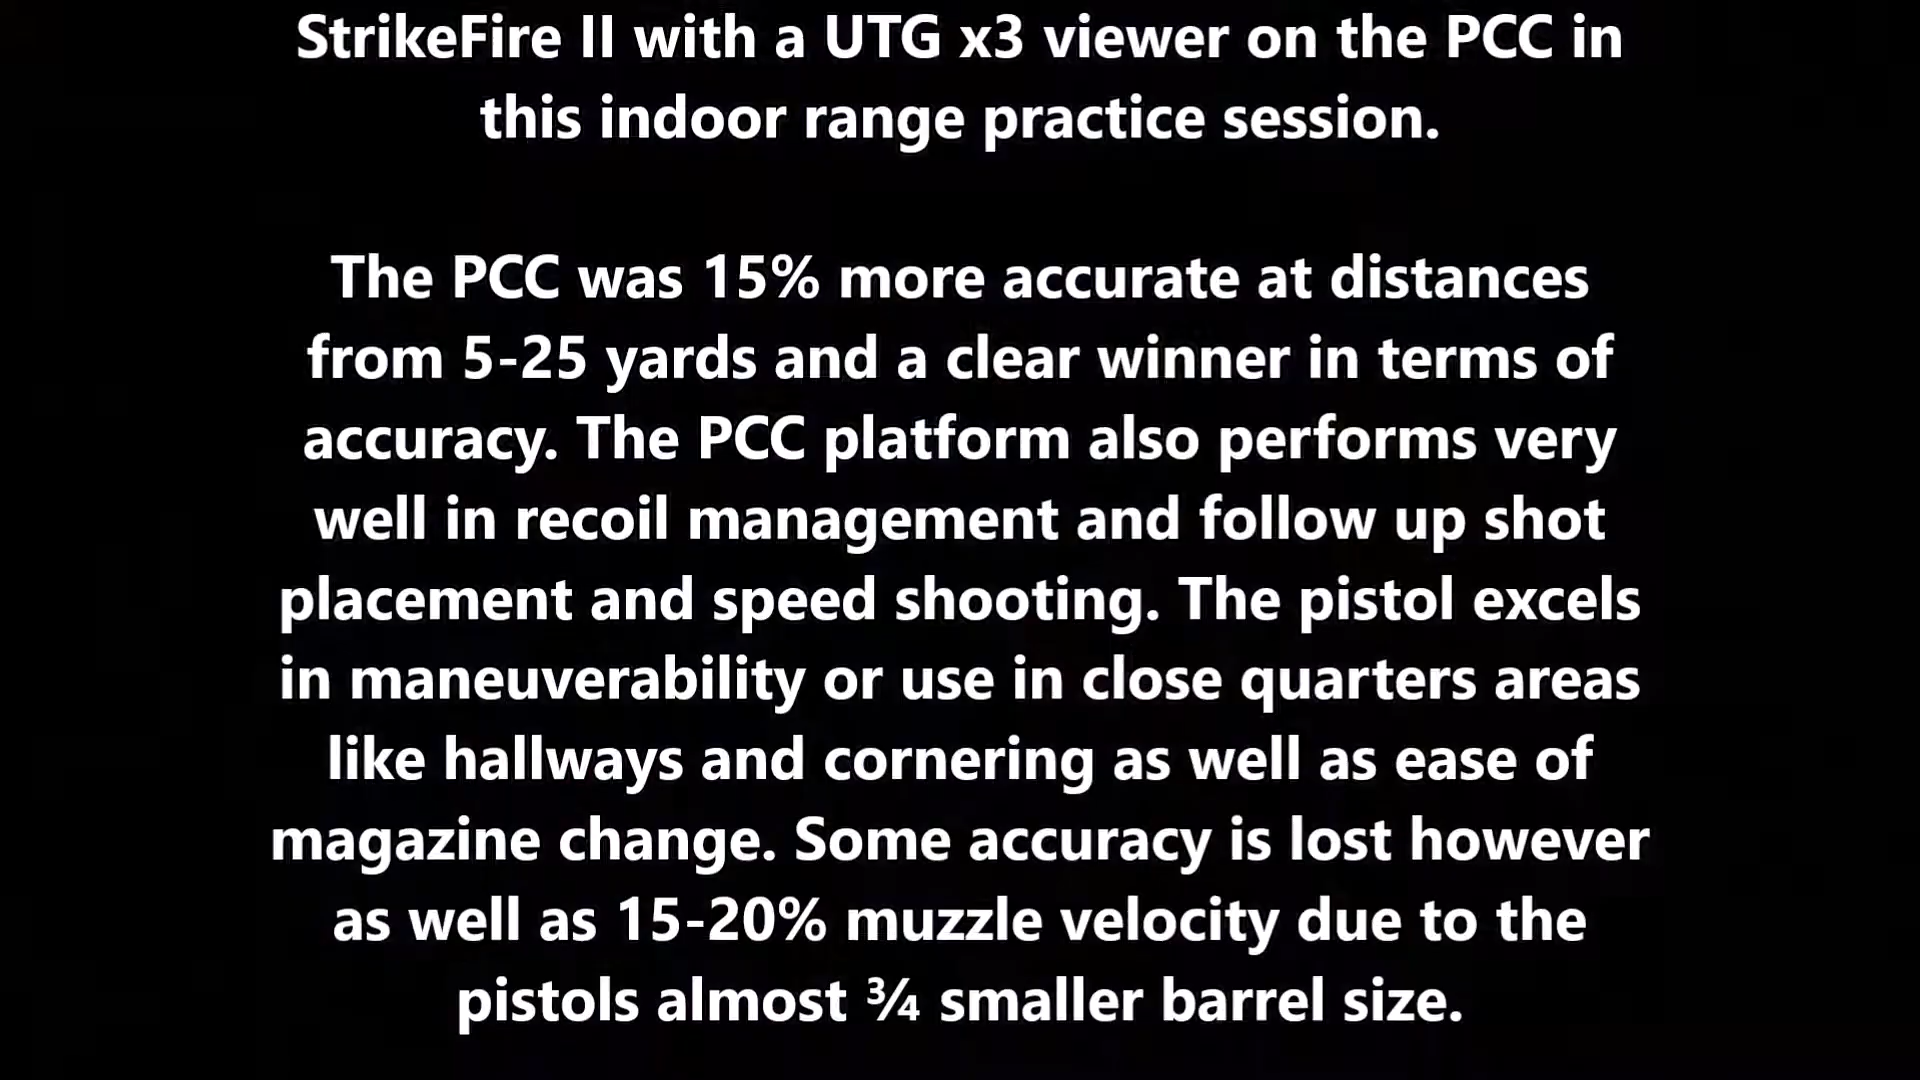 StrikeFire II with a UTG x3 viewer on the PCC in
this indoor range practice session.
The PCC was 15% more accurate at distances
from 5-25 yards and a clear winner in terms of
accuracy. The PCC platform also performs very
well in recoil management and follow up shot
placement and speed shooting. The pistol excels
in maneuverability or use in close quarters areas
like hallways and cornering as well as ease of
magazine change. Some accuracy is lost however
as well as 15-20% muzzle velocity due to the
pistols almost ¾ smaller barrel size.